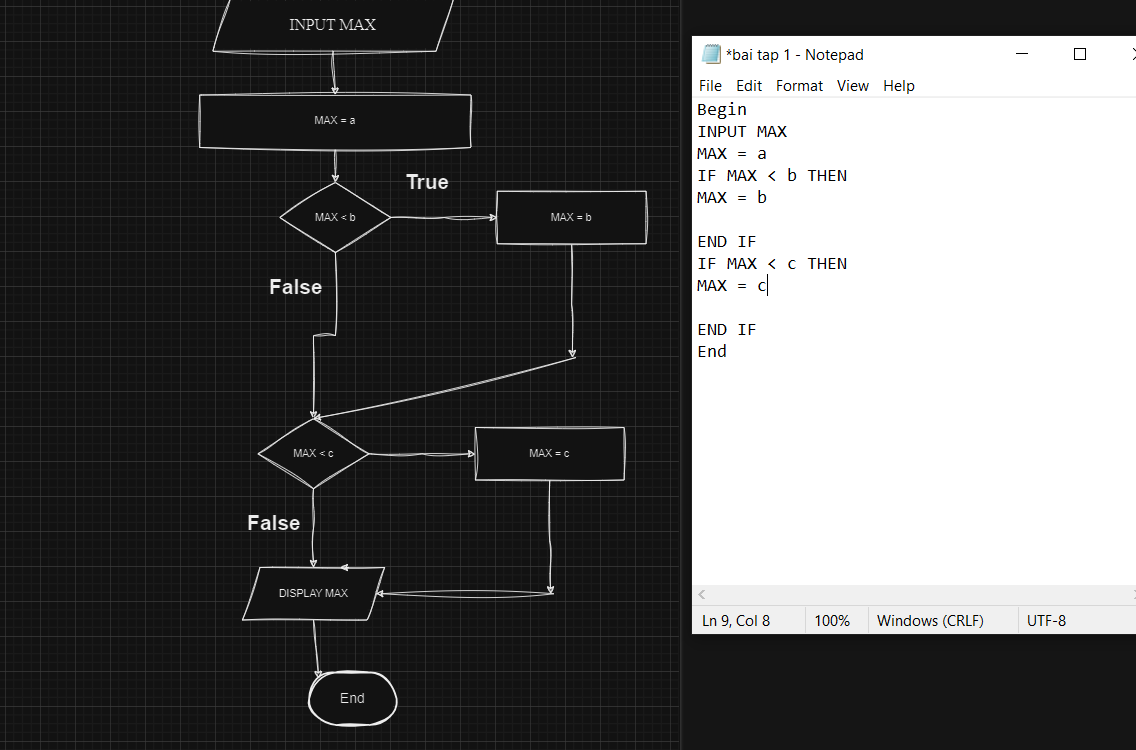 INPUT MAX
MAX = a
True
MAX < b
MAX = b
False
MAX < c
MAX = c
False
DISPLAY MAX
End
*bai tap 1 - Notepad
File Edit Format View Help
Begin
INPUT MAX
MAX = a
IF MAX < b THEN
MAX = b
END IF
IF MAX < c THEN
MAX = c
END IF
End
Ln 9, Col 8 100% Windows (CRLF) UTF-8